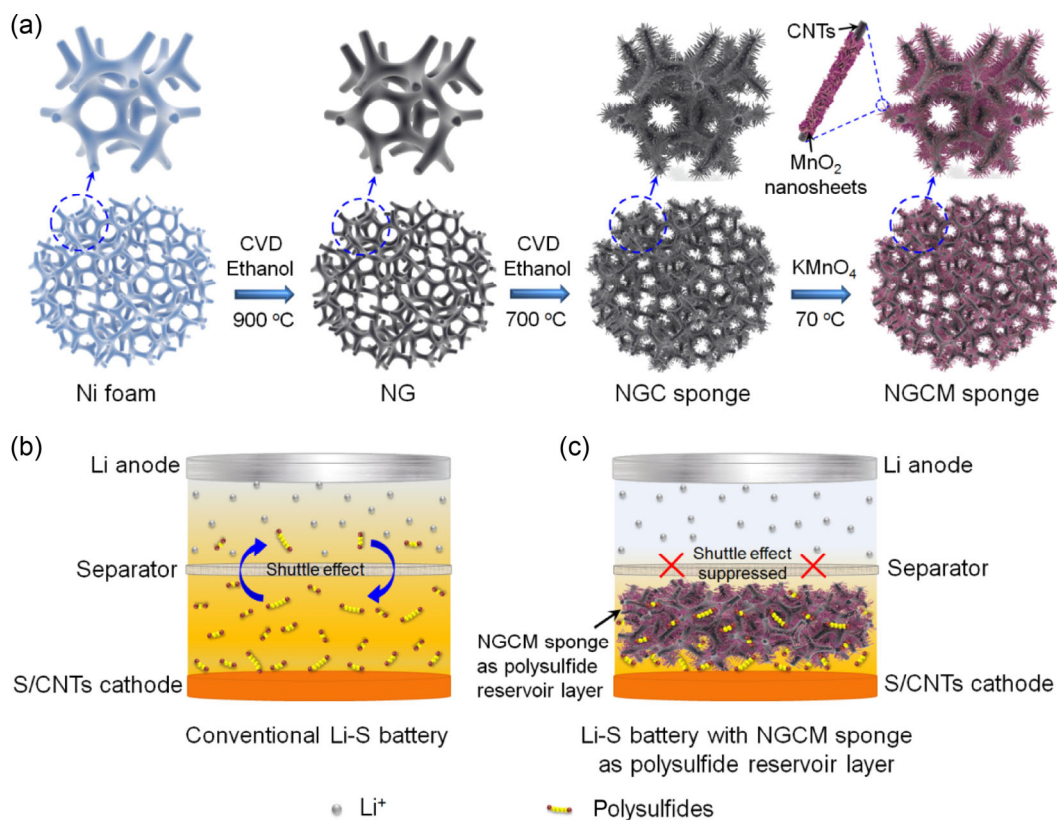 (a)
CNTs
MnO₂
nanosheets
CVD
Ethanol
900 °C
CVD
Ethanol
700 °C
KMnO₄
70 °C
Ni foam
NG
NGC sponge
NGCM sponge
(b)
Li anode
Separator
Shuttle effect
S/CNTs cathode
Conventional Li-S battery
(c)
Li anode
Shuttle effect
suppressed
Separator
NGCM sponge
as polysulfide
reservoir layer
S/CNTs cathode
Li-S battery with NGCM sponge
as polysulfide reservoir layer
Li⁺
Polysulfides